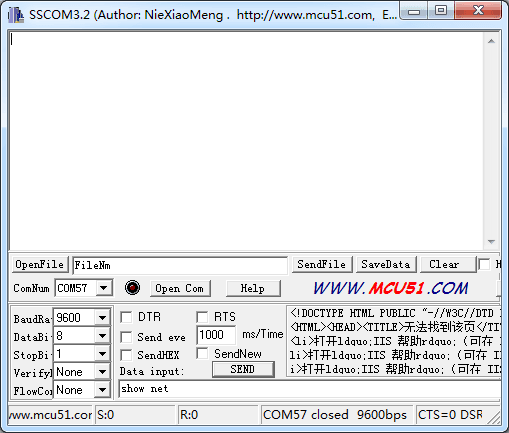 SSCOM3.2 (Author: NieXiaoMeng .  http://www.mcu51.com,  E...
OpenFile FileNm SendFile SaveData Clear H
ComNum COM57 Open Com Help WWW.MCU51.COM
BaudRa 9600 DTR RTS
DataBi 8 Send eve 1000 ms/Time
StopBi 1 SendHEX SendNew
Verify None Data input: SEND
FlowCon None show net
<!DOCTYPE HTML PUBLIC "-//W3C//DTD
<HTML><HEAD><TITLE>无法找到该页</TIT
<li>打开ldquo;IIS 帮助rdquo; (可在 I
li>打开ldquo;IIS 帮助rdquo; (可在 I
i>打开ldquo;IIS 帮助rdquo; (可在 II
www.mcu51.cor S:0 R:0 COM57 closed  9600bps CTS=0 DSR